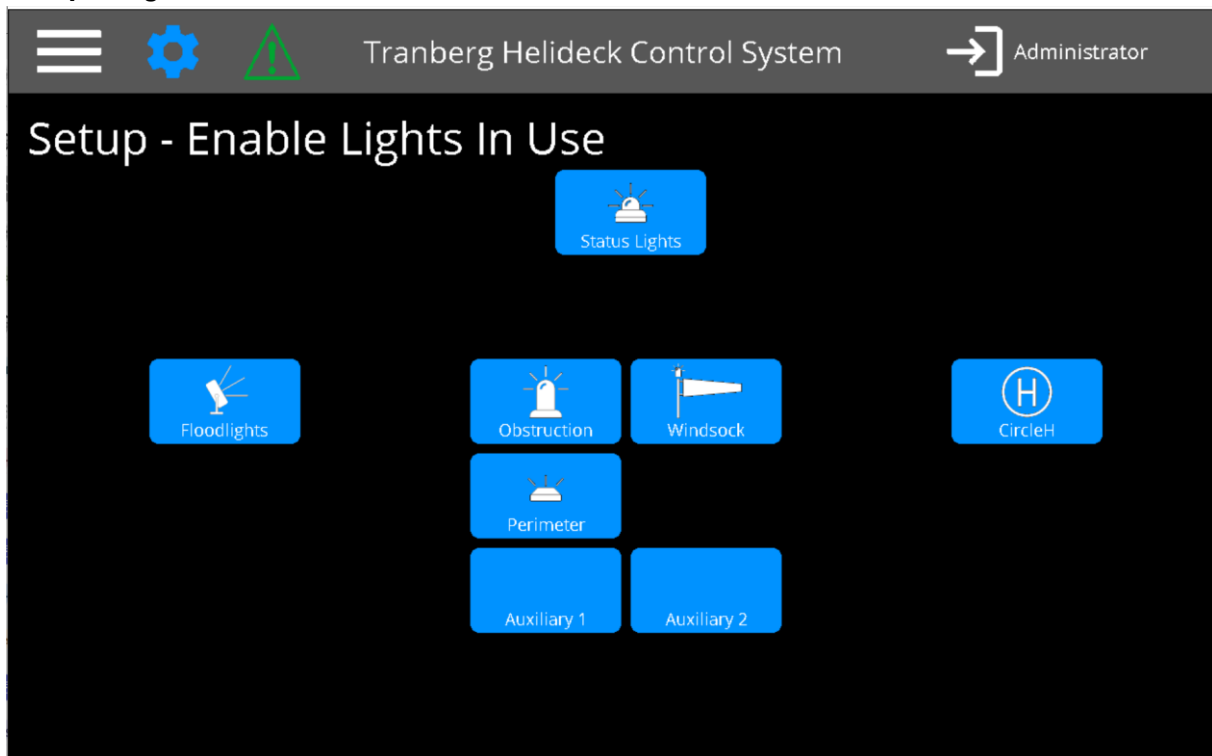 Tranberg Helideck Control System
Administrator
Setup - Enable Lights In Use
Status Lights
Floodlights
Obstruction
Windsock
H
CircleH
Perimeter
Auxiliary 1
Auxiliary 2